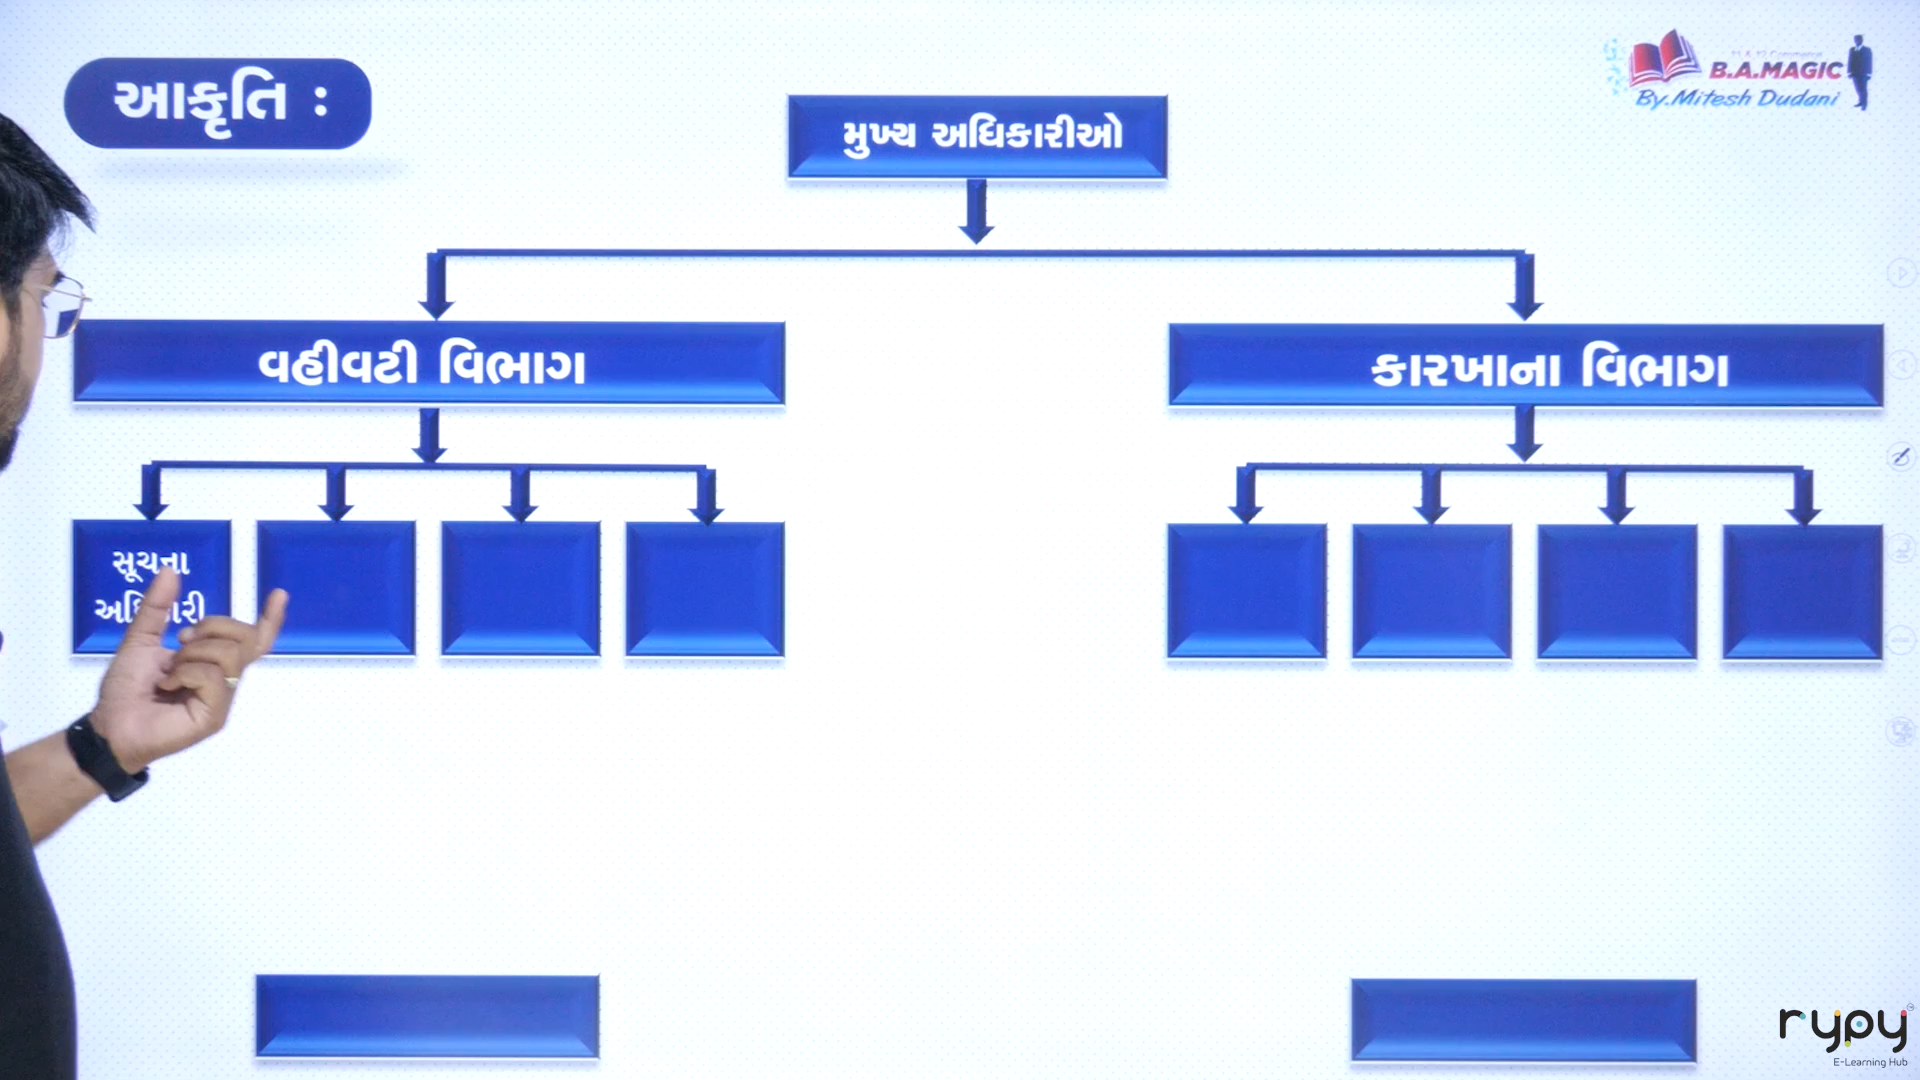 આકૃતિ :
B.A.MAGIC
By.Mitesh Dudani
મુખ્ય અધિકારીઓ
વહીવટી વિભાગ
કારખાના વિભાગ
સૂચના
rypy
E-Learning Hub